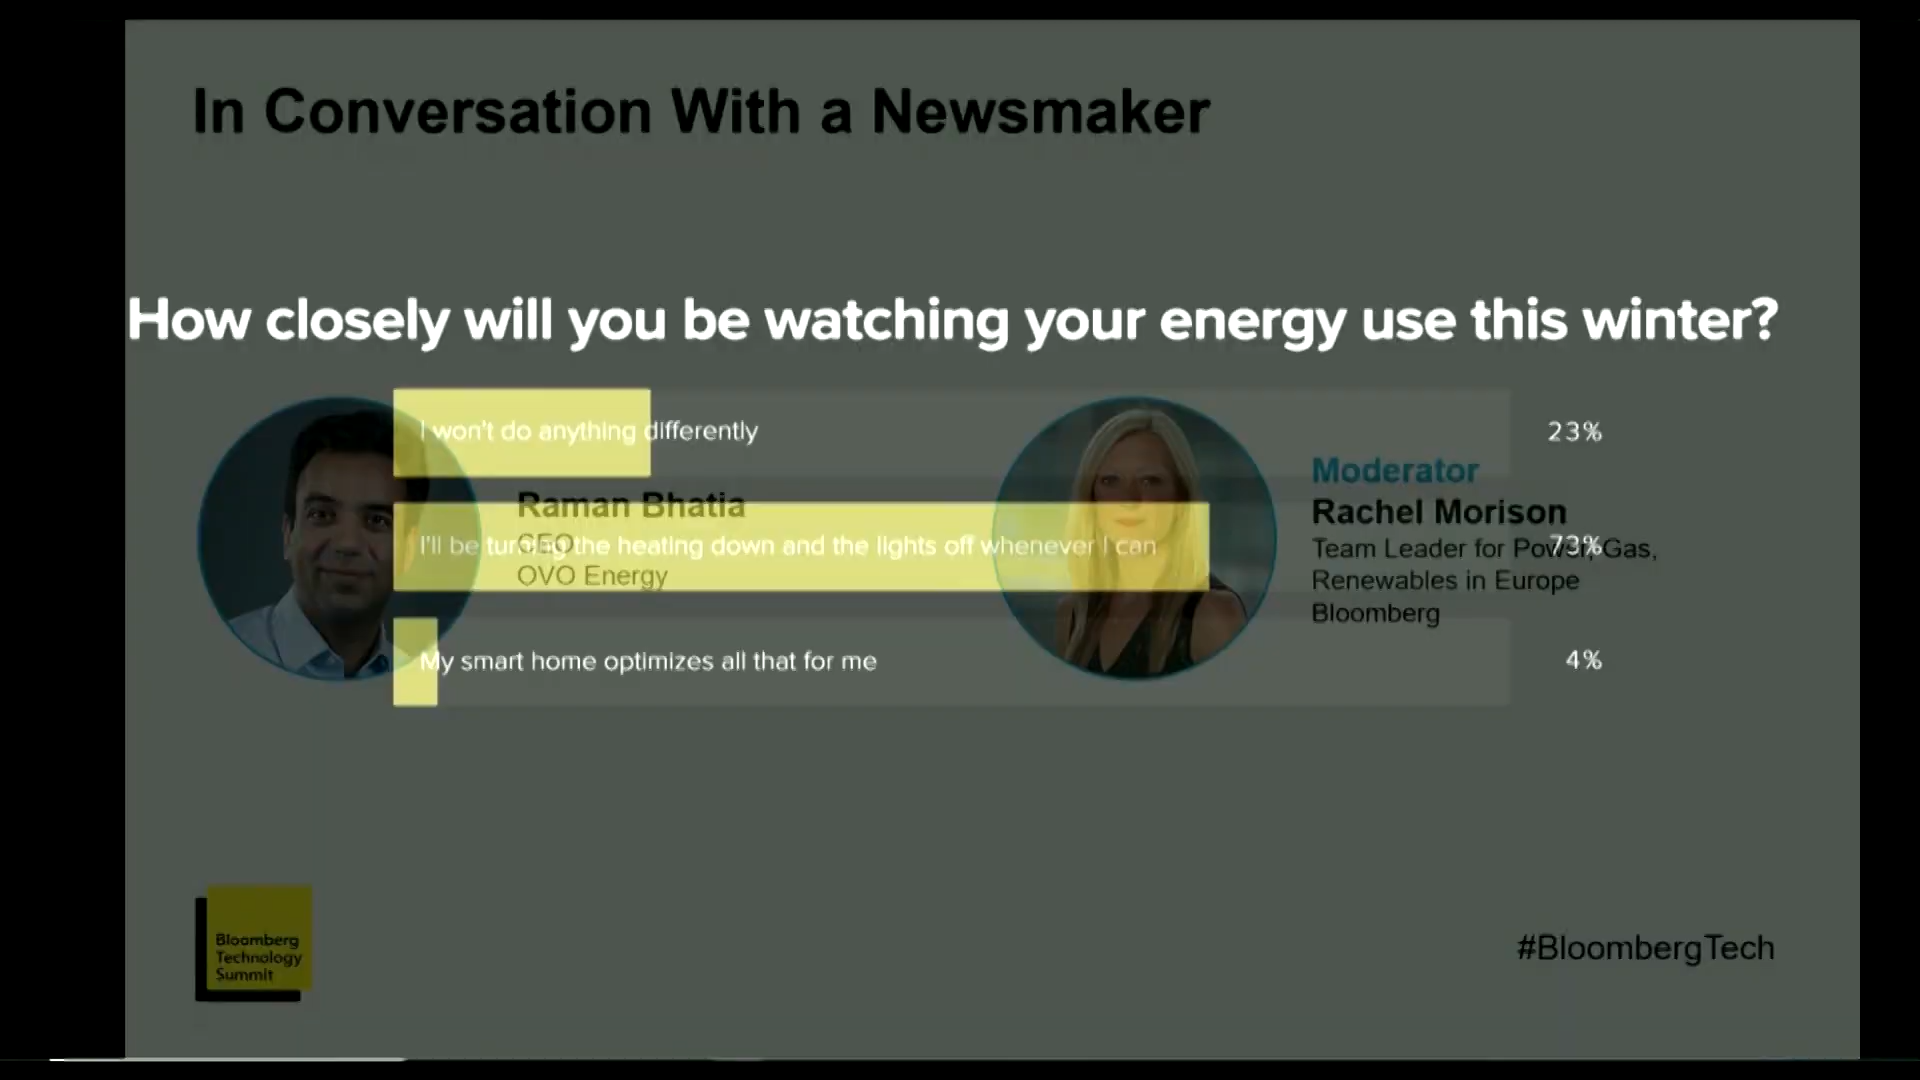 In Conversation With a Newsmaker
How closely will you be watching your energy use this winter?
I won't do anything differently
23%
I'll be turning the heating down and the lights off whenever I can
73%
My smart home optimizes all that for me
4%
Raman Bhatia
CEO
OVO Energy
Moderator
Rachel Morison
Team Leader for Power, Gas,
Renewables in Europe
Bloomberg
Bloomberg
Technology
Summit
#BloombergTech